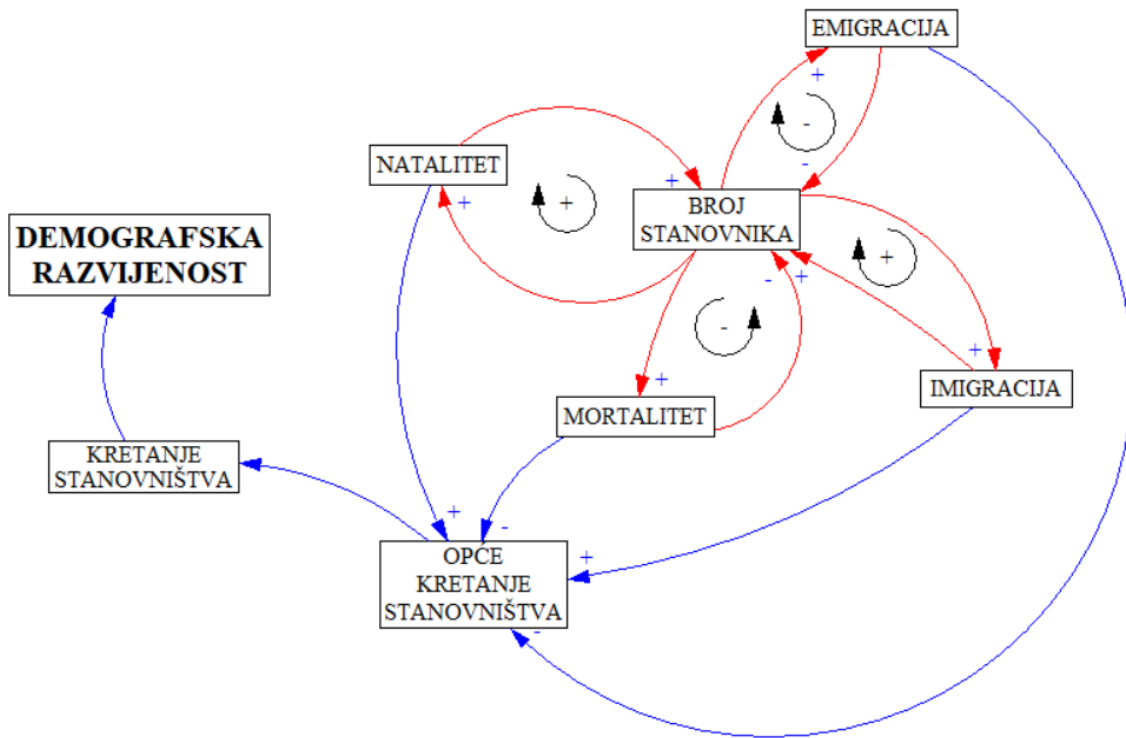 EMIGRACIJA
+
-
-
NATALITET
+
+
+
BROJ
STANOVNIKA
DEMOGRAFSKA
RAZVIJENOST
+
-
+
-
+
+
IMIGRACIJA
MORTALITET
KRETANJE
STANOVNIŠTVA
+
-
+
OPĆE
KRETANJE
STANOVNIŠTVA
-